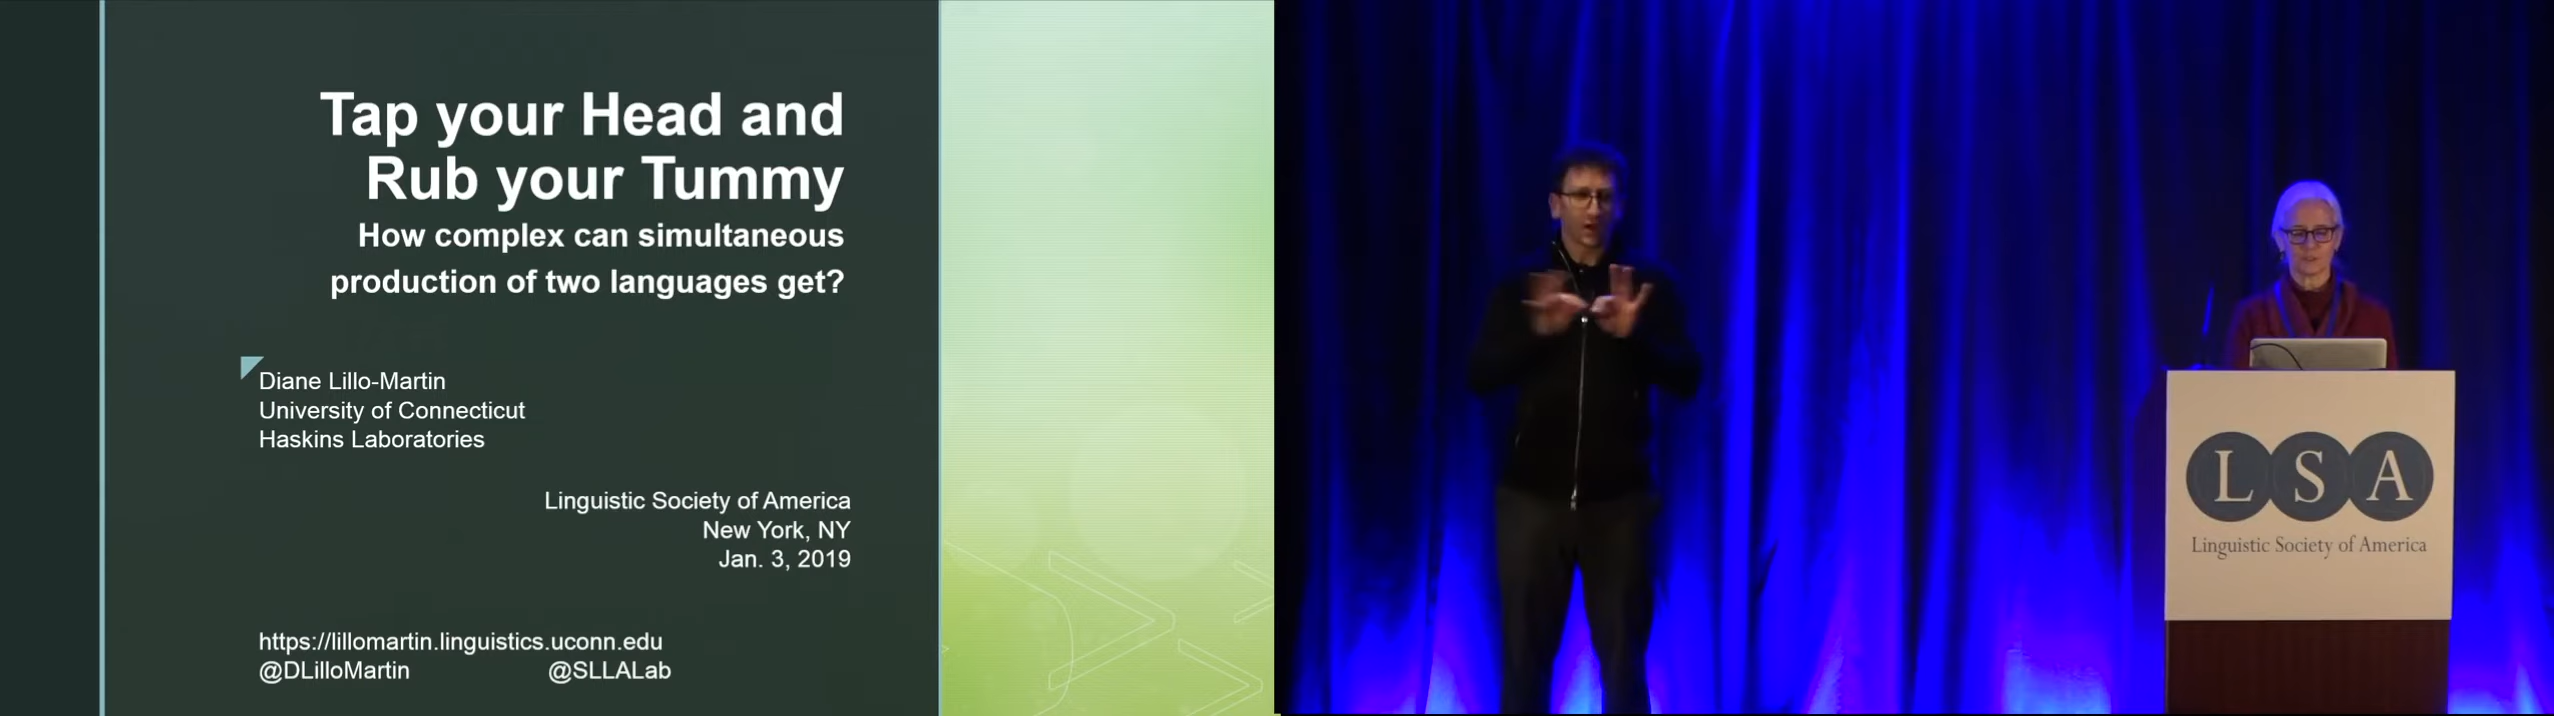 Tap your Head and
Rub your Tummy
How complex can simultaneous
production of two languages get?
Diane Lillo-Martin
University of Connecticut
Haskins Laboratories
Linguistic Society of America
New York, NY
Jan. 3, 2019
https://lillomartin.linguistics.uconn.edu
@DLilloMartin @SLLALab
LSA
Linguistic Society of America